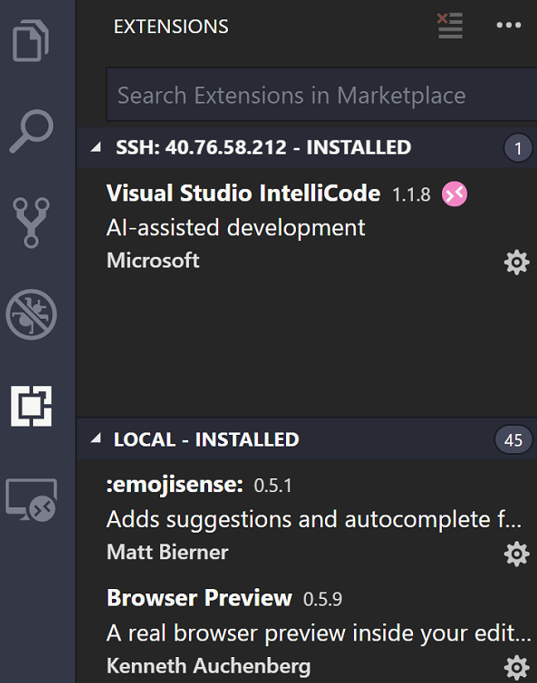 EXTENSIONS
Search Extensions in Marketplace
SSH: 40.76.58.212 - INSTALLED 1
Visual Studio IntelliCode 1.1.8
AI-assisted development
Microsoft
LOCAL - INSTALLED 45
:emojisense: 0.5.1
Adds suggestions and autocomplete f...
Matt Bierner
Browser Preview 0.5.9
A real browser preview inside your edit...
Kenneth Auchenberg